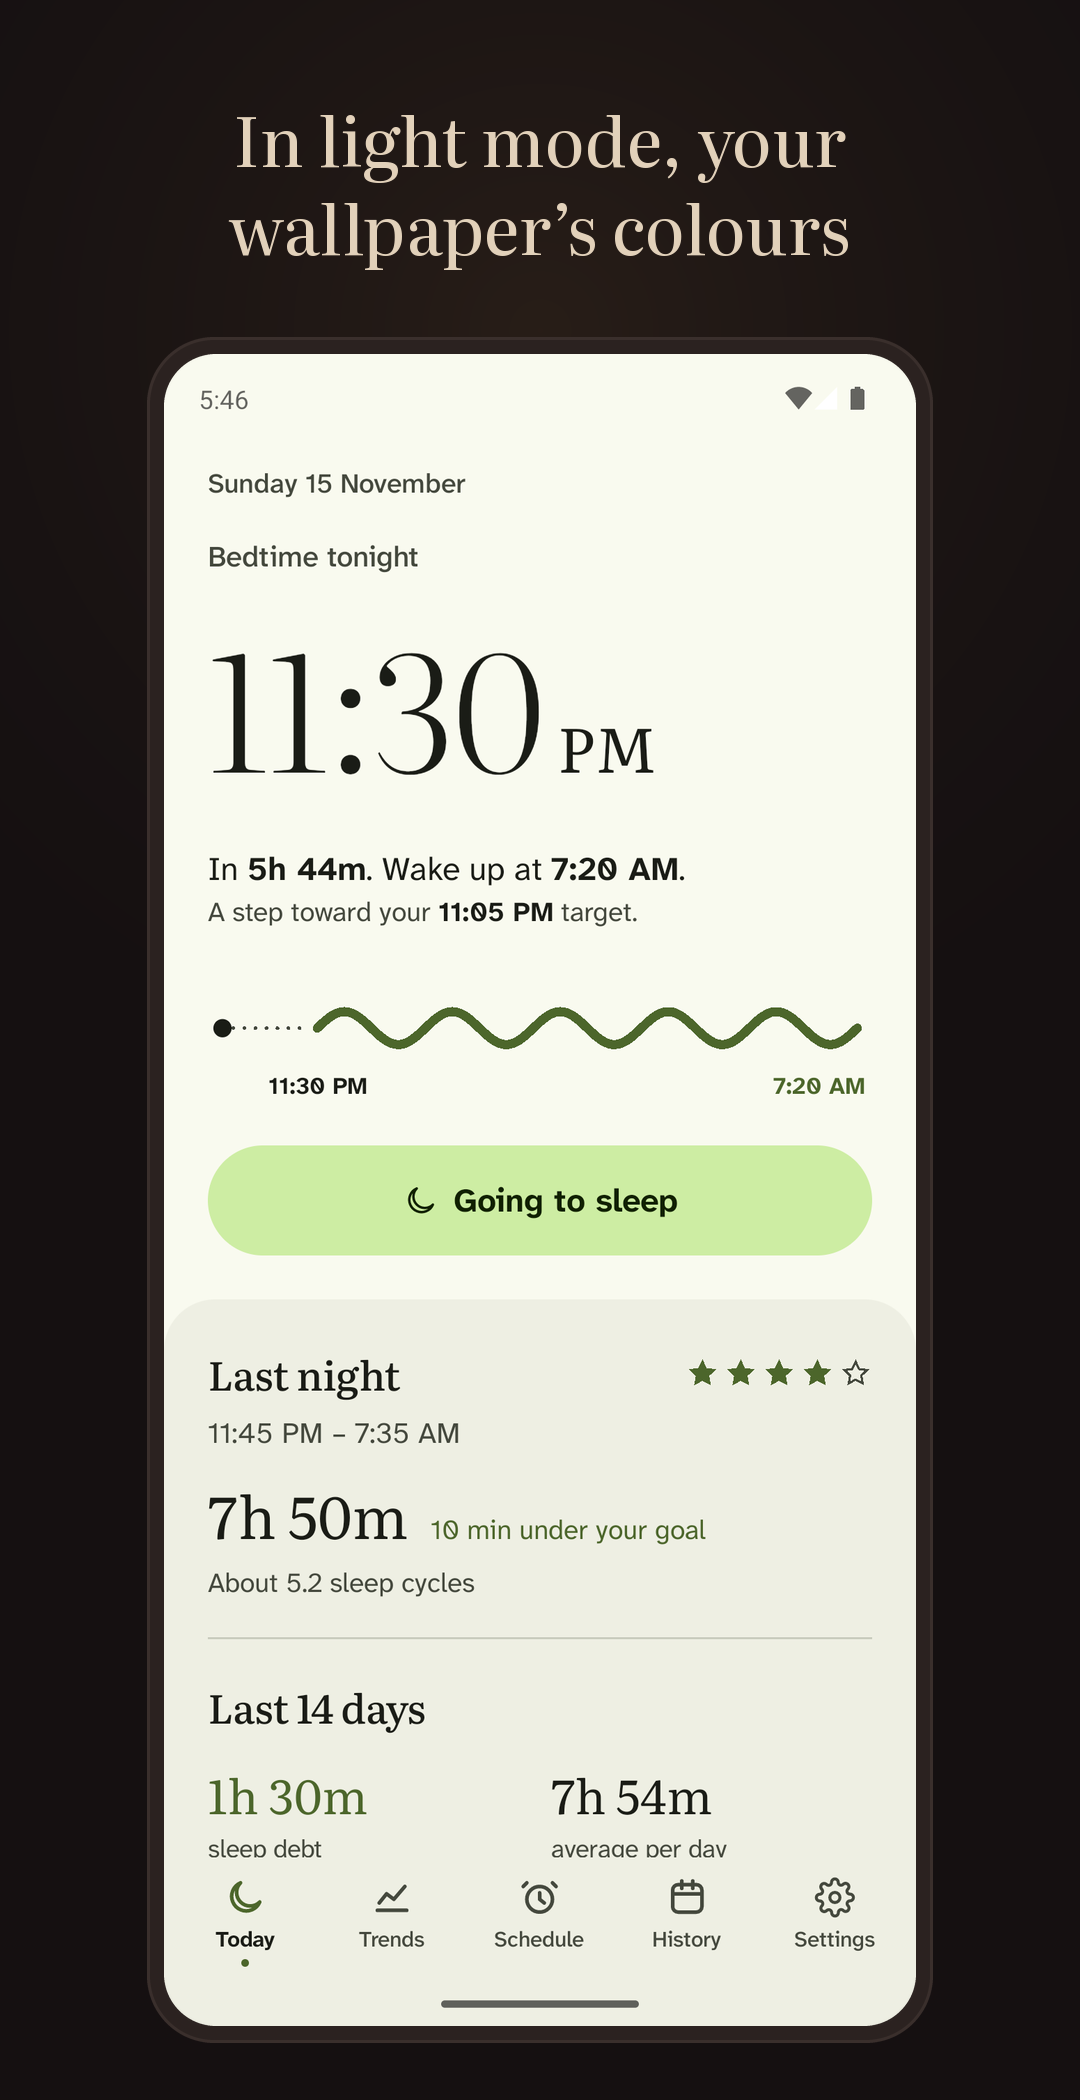 In light mode, your
wallpaper’s colours
5:46
Sunday 15 November
Bedtime tonight
11:30 PM
In 5h 44m. Wake up at 7:20 AM.
A step toward your 11:05 PM target.
11:30 PM 7:20 AM
Going to sleep
Last night
11:45 PM – 7:35 AM
7h 50m 10 min under your goal
About 5.2 sleep cycles
Last 14 days
1h 30m 7h 54m
sleep debt average per day
Today Trends Schedule History Settings